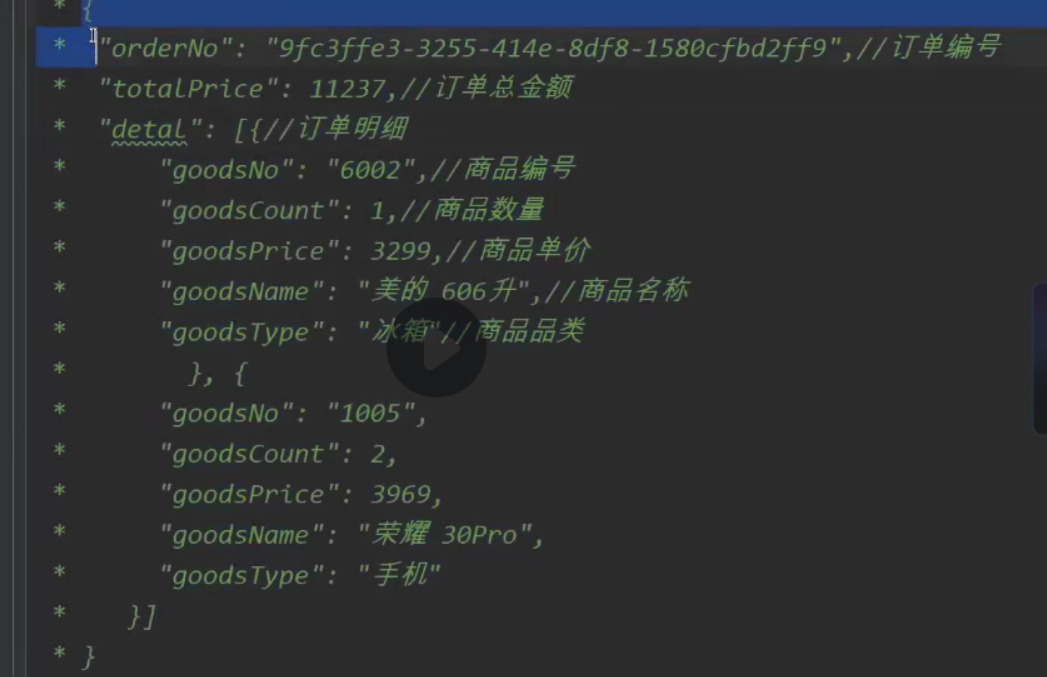 * {
* "orderNo": "9fc3ffe3-3255-414e-8df8-1580cfbd2ff9",//订单编号
* "totalPrice": 11237,//订单总金额
* "detal": [{//订单明细
* "goodsNo": "6002",//商品编号
* "goodsCount": 1,//商品数量
* "goodsPrice": 3299,//商品单价
* "goodsName": "美的 606升",//商品名称
* "goodsType": "冰箱"//商品品类
* }, {
* "goodsNo": "1005",
* "goodsCount": 2,
* "goodsPrice": 3969,
* "goodsName": "荣耀 30Pro",
* "goodsType": "手机"
* }]
* }